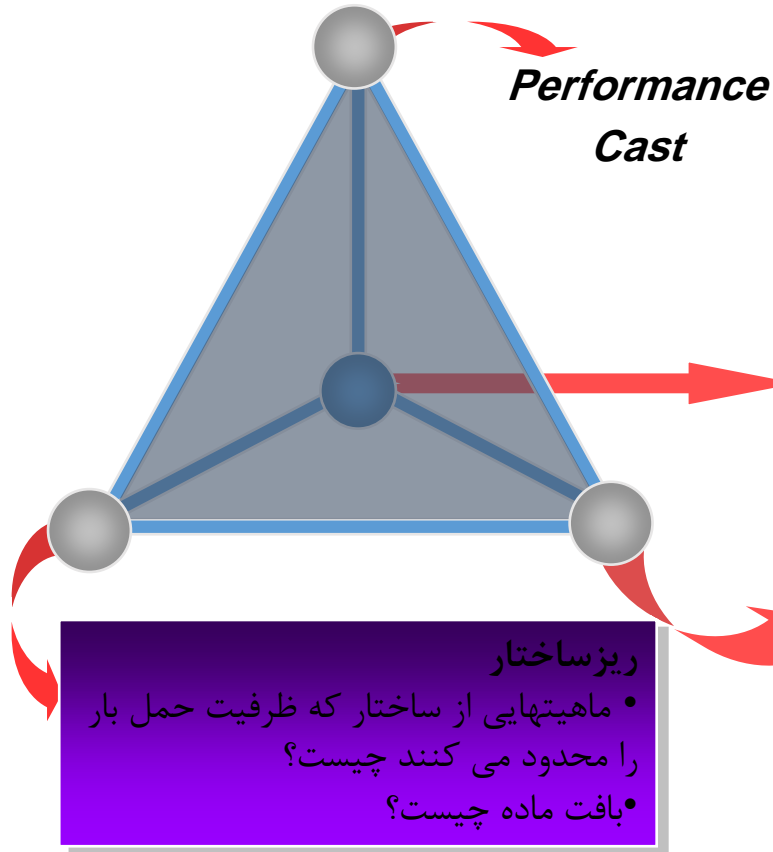 Performance
Cast
ریزساختار
• ماهیتهایی از ساختار که ظرفیت حمل بار
را محدود می کنند چیست؟
•بافت ماده چیست؟